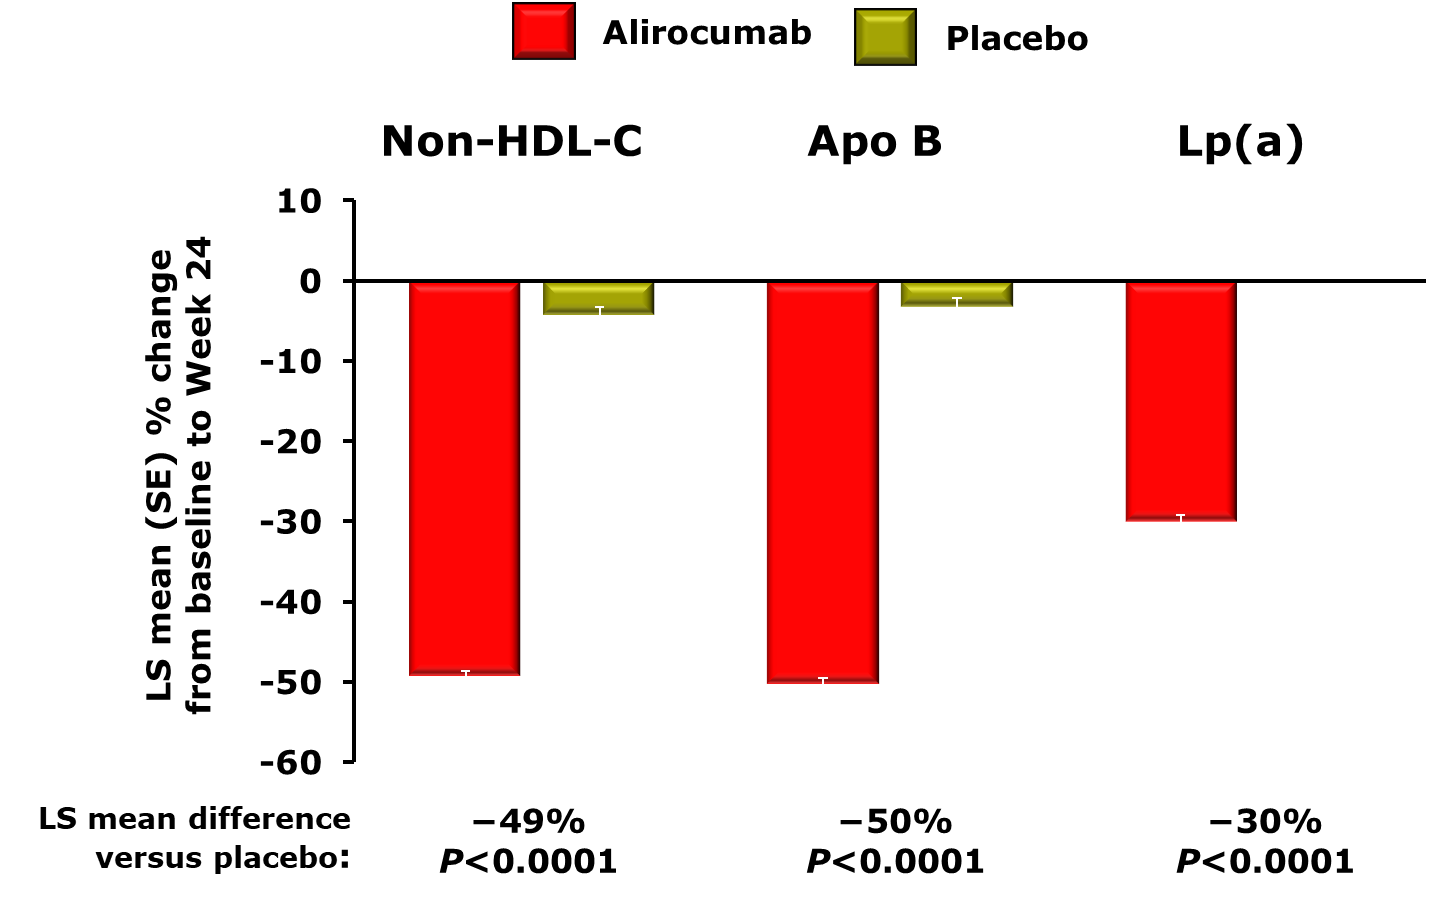 Alirocumab
Placebo
Non-HDL-C
Apo B
Lp(a)
LS mean (SE) % change
from baseline to Week 24
10
0
-10
-20
-30
-40
-50
-60
LS mean difference
versus placebo:
−49%
P<0.0001
−50%
P<0.0001
−30%
P<0.0001